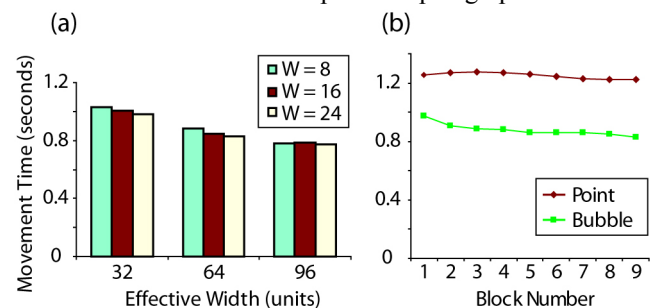 (a)
Movement Time (seconds)
1.2
0.8
0.4
0
W = 8
W = 16
W = 24
32 64 96
Effective Width (units)
(b)
1.2
0.8
0.4
0
Point
Bubble
1 2 3 4 5 6 7 8 9
Block Number